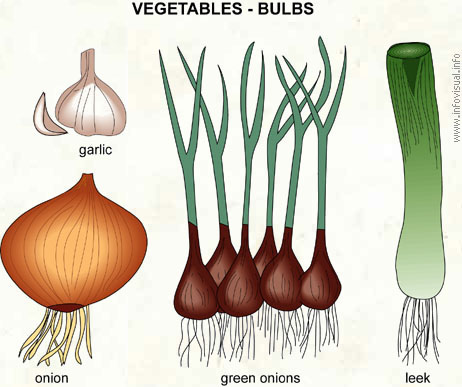 VEGETABLES - BULBS
garlic
onion
green onions
leek
www.infovisual.info